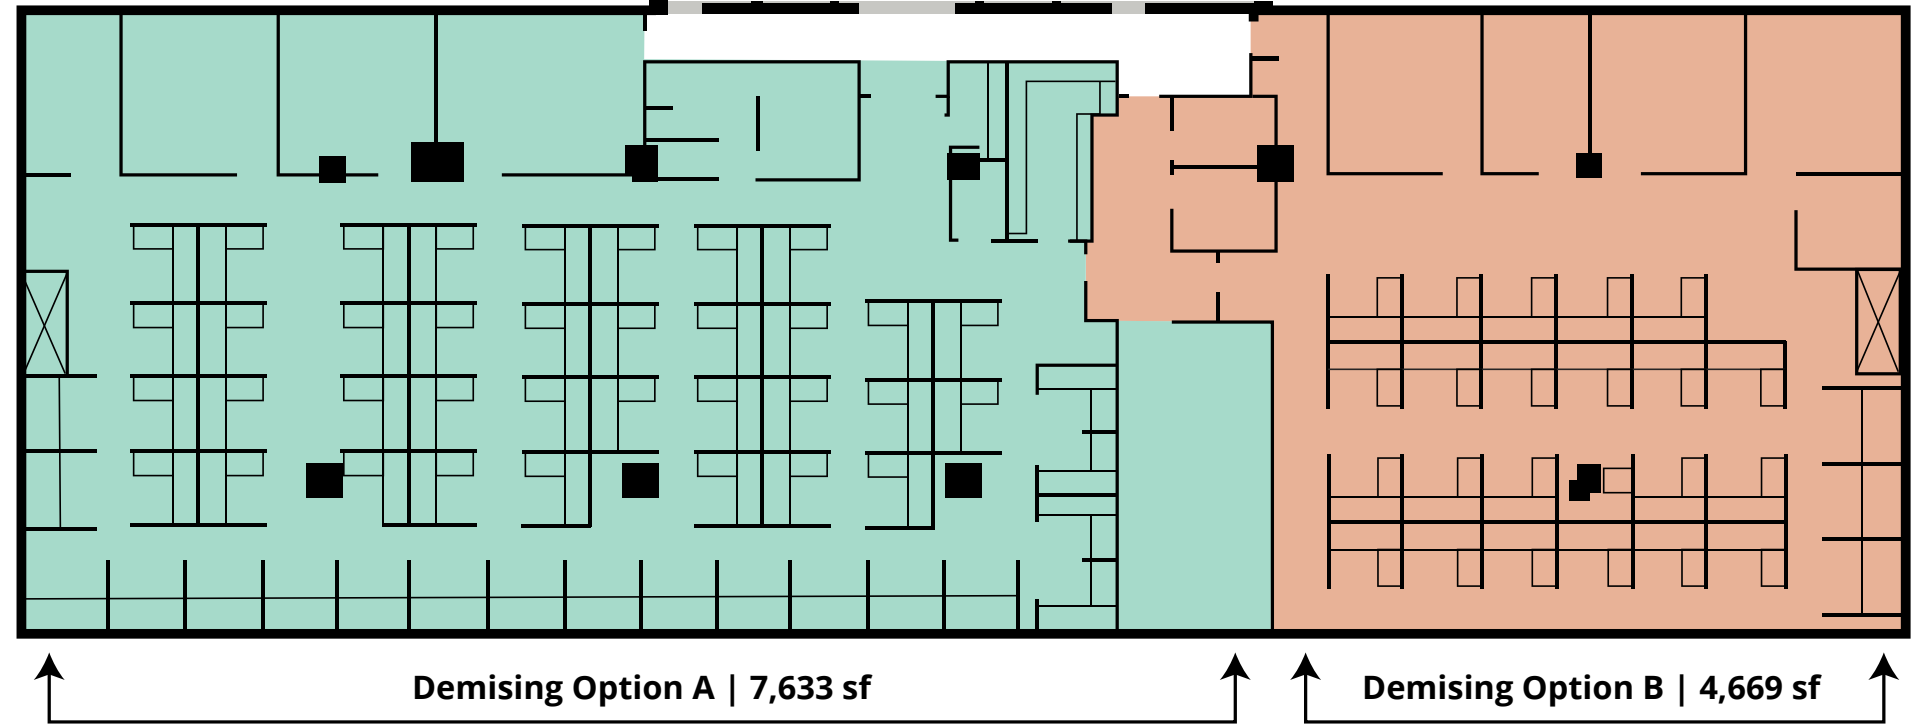 Demising Option A | 7,633 sf
Demising Option B | 4,669 sf